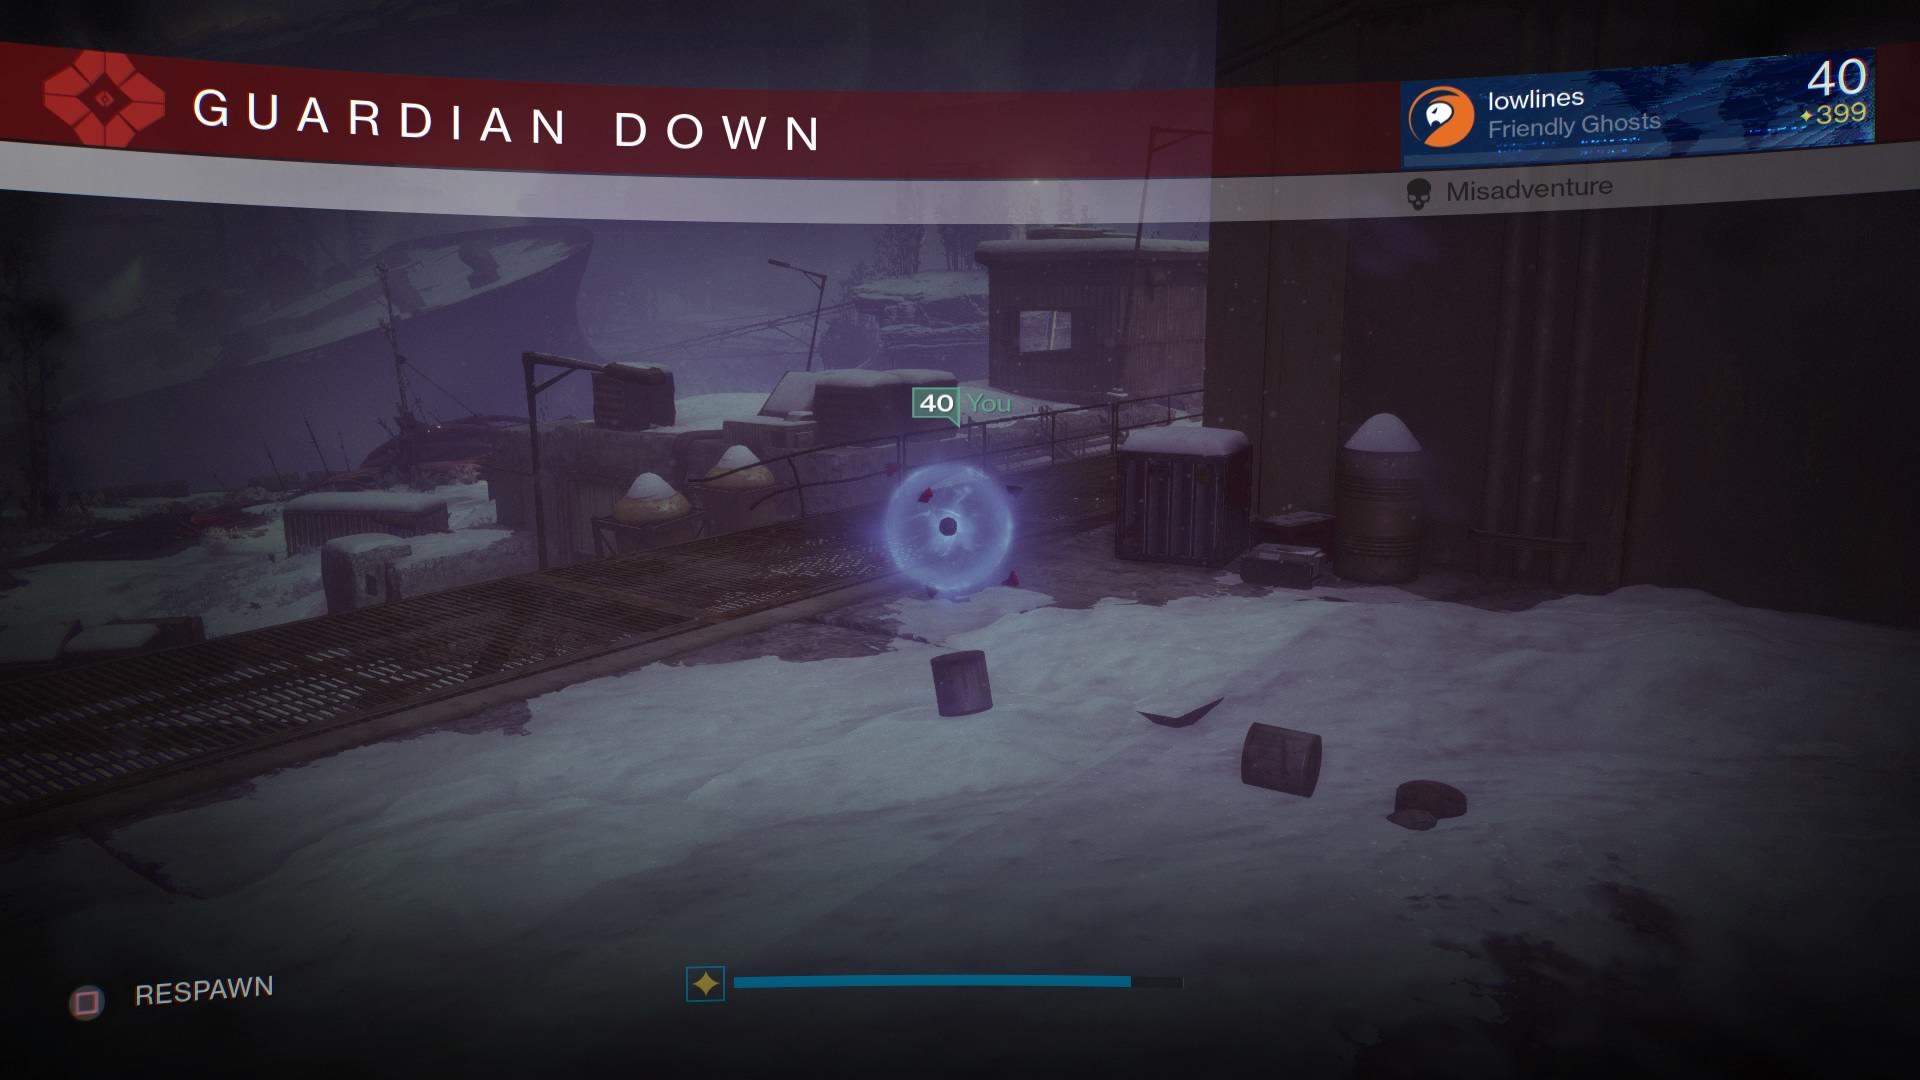 GUARDIAN DOWN
lowlines
Friendly Ghosts
40
399
Misadventure
40 You
RESPAWN